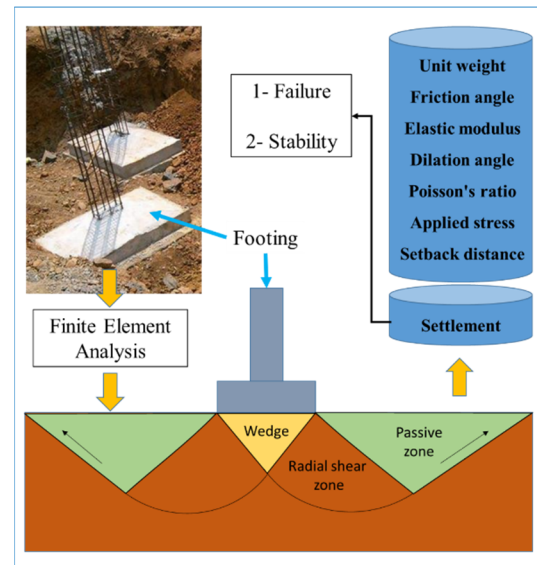 1- Failure
2- Stability
Unit weight
Friction angle
Elastic modulus
Dilation angle
Poisson's ratio
Applied stress
Setback distance
Settlement
Footing
Finite Element
Analysis
Wedge
Passive
zone
Radial shear
zone